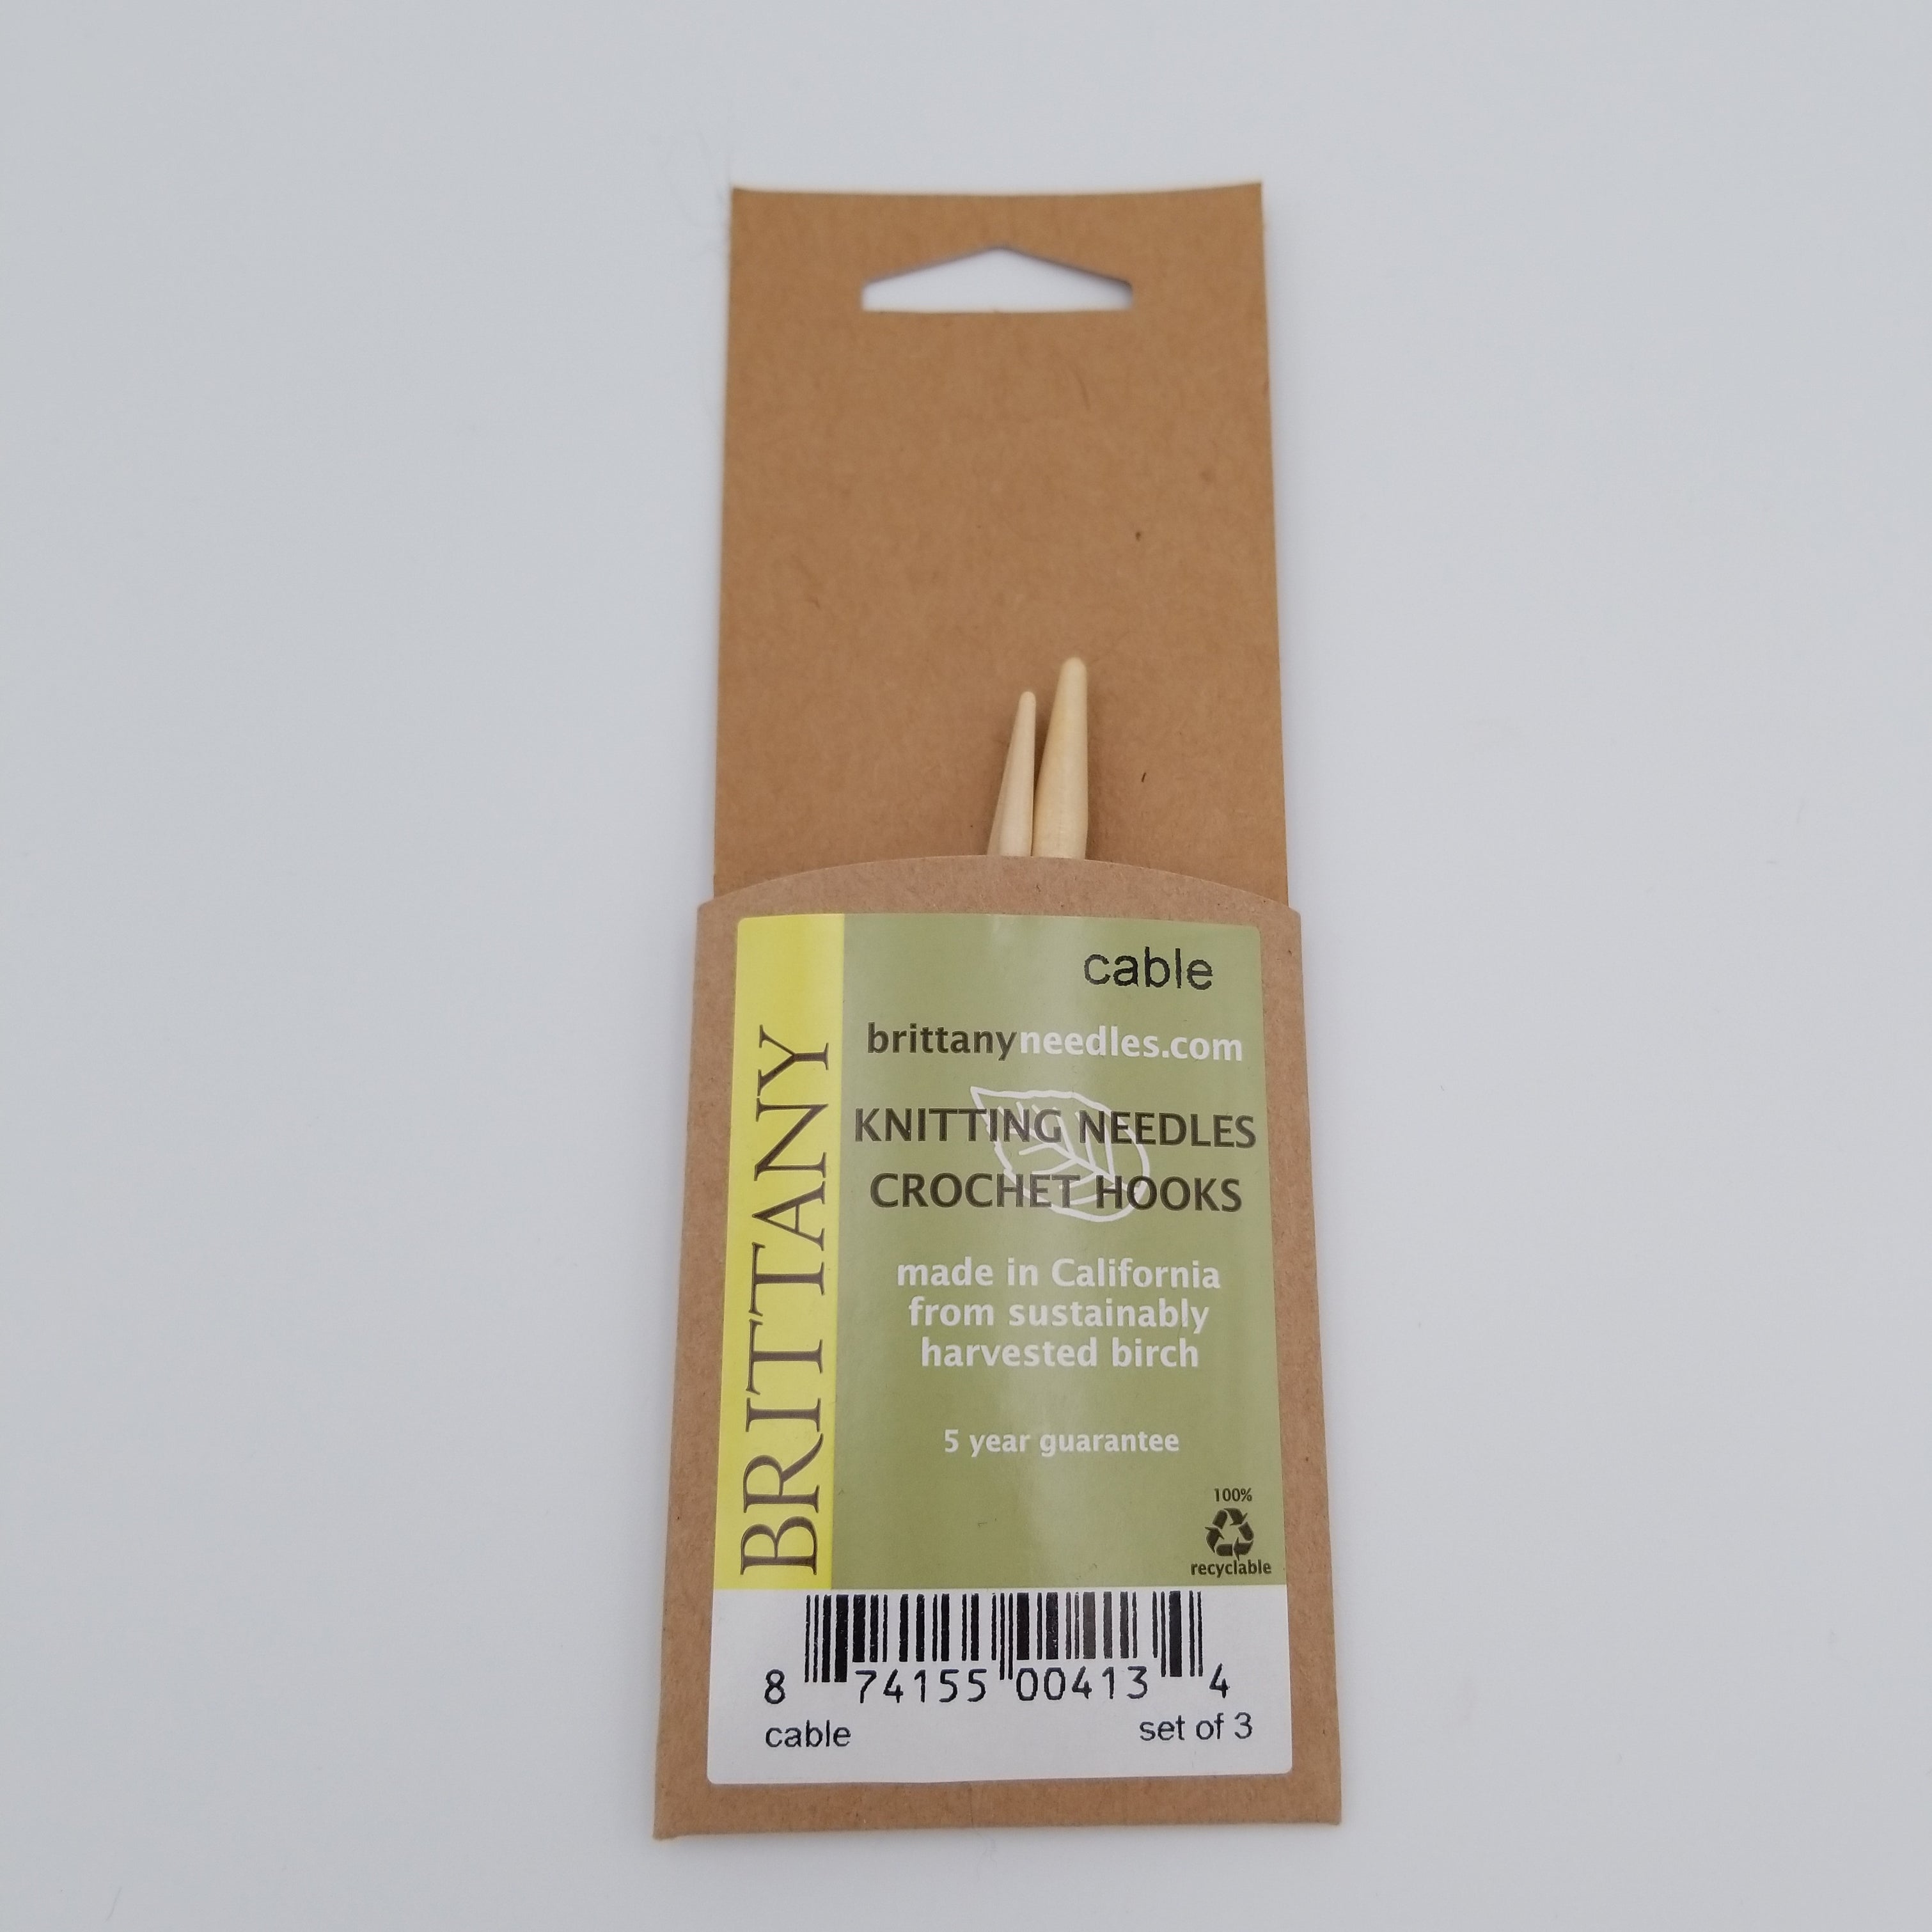 cable
brittanyneedles.com
KNITTING NEEDLES
CROCHET HOOKS
made in California
from sustainably
harvested birch
5 year guarantee
100%
recyclable
BRITTANY
8 74155 00413 4
cable set of 3